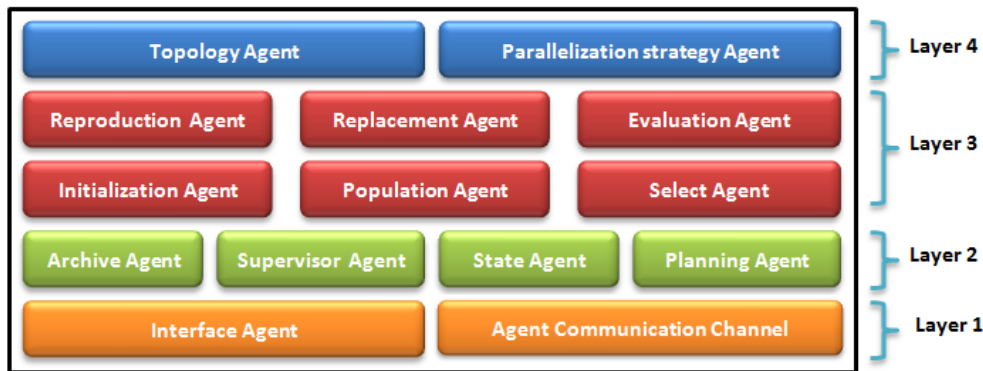 Topology Agent
Parallelization strategy Agent
Layer 4
Reproduction Agent
Replacement Agent
Evaluation Agent
Layer 3
Initialization Agent
Population Agent
Select Agent
Archive Agent
Supervisor Agent
State Agent
Planning Agent
Layer 2
Interface Agent
Agent Communication Channel
Layer 1